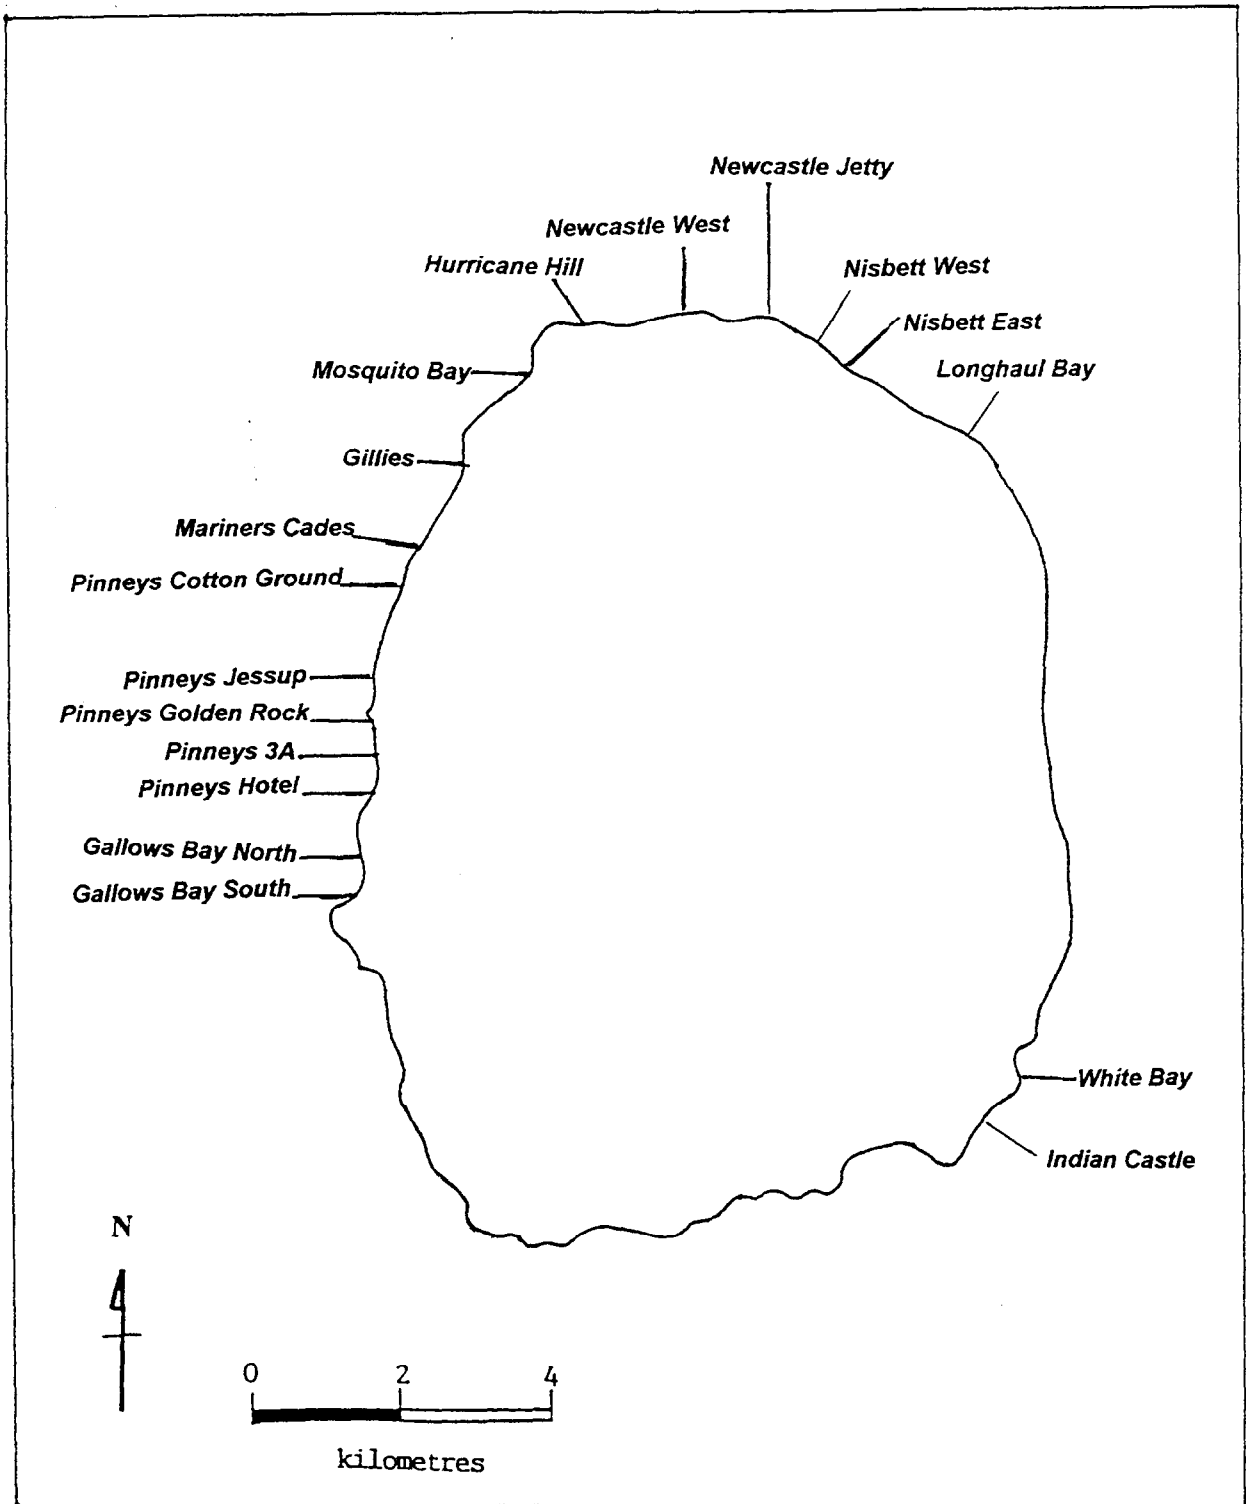 Newcastle Jetty
Newcastle West
Hurricane Hill
Nisbett West
Nisbett East
Longhaul Bay
Mosquito Bay
Gillies
Mariners Cades
Pinneys Cotton Ground
Pinneys Jessup
Pinneys Golden Rock
Pinneys 3A
Pinneys Hotel
Gallows Bay North
Gallows Bay South
White Bay
Indian Castle
N
0 2 4
kilometres